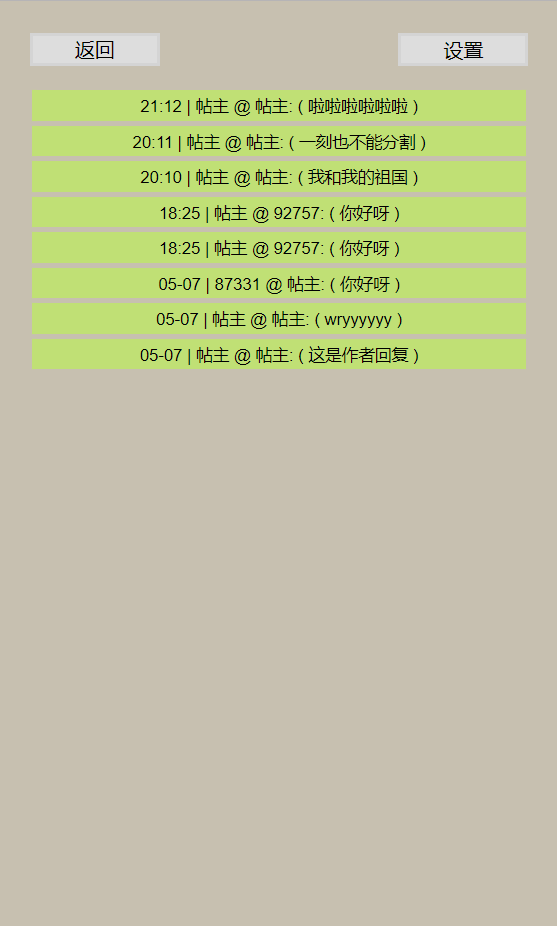 返回
设置
21:12 | 帖主 @ 帖主: ( 啦啦啦啦啦啦 )
20:11 | 帖主 @ 帖主: ( 一刻也不能分割 )
20:10 | 帖主 @ 帖主: ( 我和我的祖国 )
18:25 | 帖主 @ 92757: ( 你好呀 )
18:25 | 帖主 @ 92757: ( 你好呀 )
05-07 | 87331 @ 帖主: ( 你好呀 )
05-07 | 帖主 @ 帖主: ( wryyyyyy )
05-07 | 帖主 @ 帖主: ( 这是作者回复 )